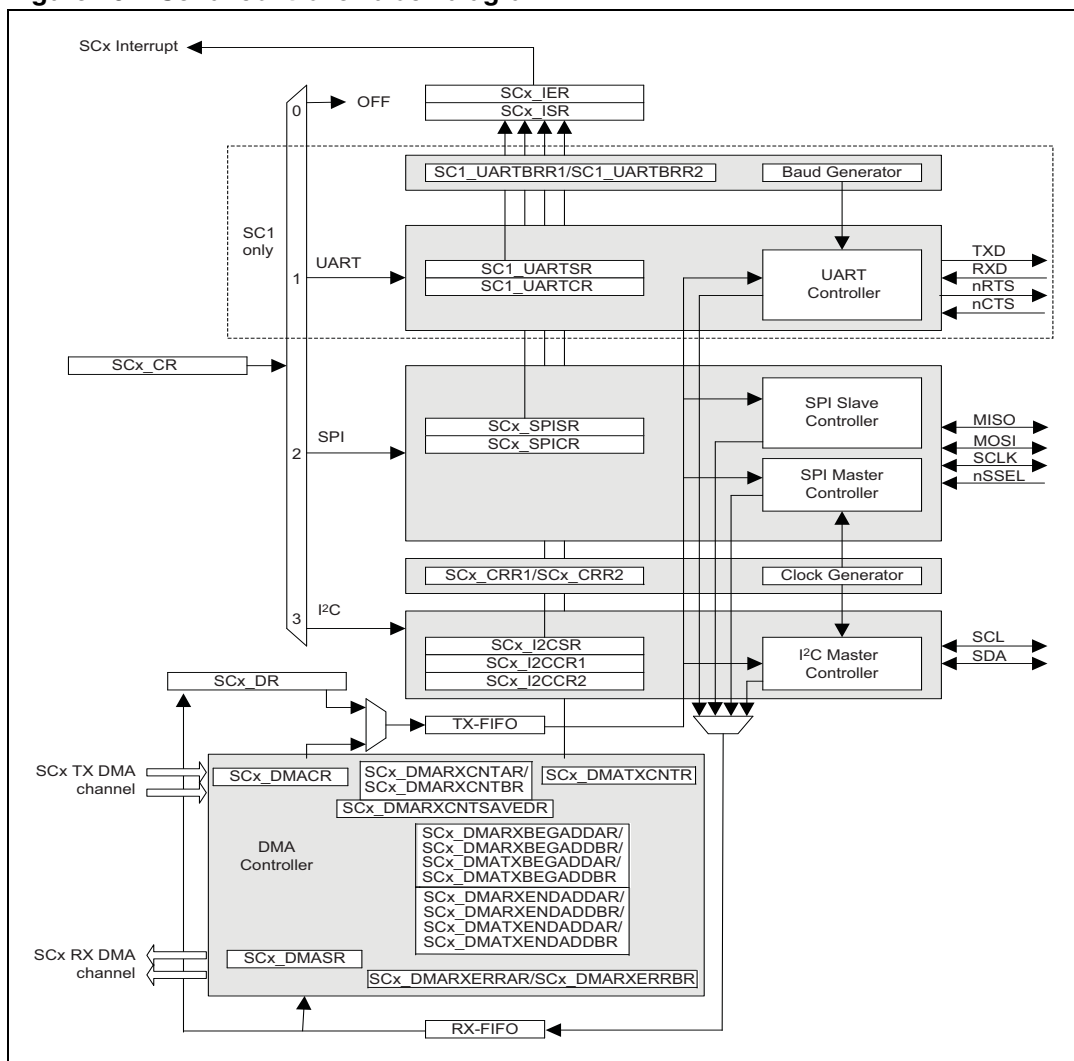 SCx Interrupt
SCx_IER
SCx_ISR
0
OFF
SC1_UARTBRR1/SC1_UARTBRR2
Baud Generator
SC1
only
1
UART
SC1_UARTSR
SC1_UARTCR
UART
Controller
TXD
RXD
nRTS
nCTS
SCx_CR
2
SPI
SCx_SPISR
SCx_SPICR
SPI Slave
Controller
SPI Master
Controller
MISO
MOSI
SCLK
nSSEL
SCx_CRR1/SCx_CRR2
Clock Generator
3
I²C
SCx_I2CSR
SCx_I2CCR1
SCx_I2CCR2
I²C Master
Controller
SCL
SDA
SCx_DR
TX-FIFO
SCx TX DMA
channel
SCx_DMACR
SCx_DMARXCNTAR/
SCx_DMARXCNTBR
SCx_DMATXCNTR
SCx_DMARXCNTSAVEDR
DMA
Controller
SCx_DMARXBEGADDAR/
SCx_DMARXBEGADDBR/
SCx_DMATXBEGADDAR/
SCx_DMATXBEGADDBR
SCx_DMARXENDADDAR/
SCx_DMARXENDADDBR/
SCx_DMATXENDADDAR/
SCx_DMATXENDADDBR
SCx RX DMA
channel
SCx_DMASR
SCx_DMARXERRAR/SCx_DMARXERRBR
RX-FIFO